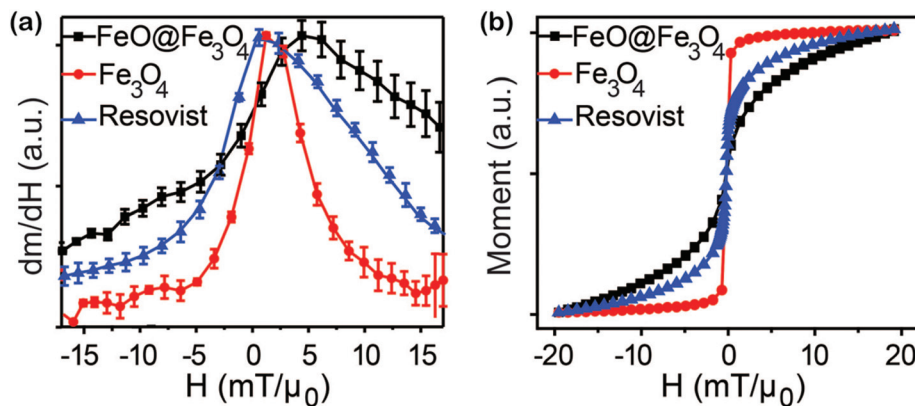 (a)
FeO@Fe₃O₄
Fe₃O₄
Resovist
dm/dH (a.u.)
-15 -10 -5 0 5 10 15
H (mT/μ₀)
(b)
FeO@Fe₃O₄
Fe₃O₄
Resovist
Moment (a.u.)
-20 -10 0 10 20
H (mT/μ₀)